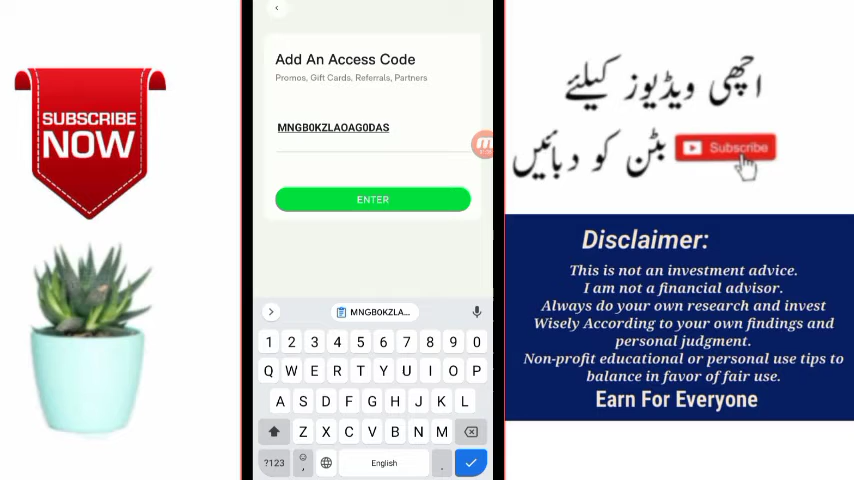 SUBSCRIBE
NOW
Add An Access Code
Promos, Gift Cards, Referrals, Partners
MNGB0KZLAOAG0DAS
ENTER
MNGB0KZLA...
1 2 3 4 5 6 7 8 9 0
Q W E R T Y U I O P
A S D F G H J K L
Z X C V B N M
?123 , English .
اچھی ویڈیوز کیلئے
بٹن کو دبائیں Subscribe
Disclaimer:
This is not an investment advice.
I am not a financial advisor.
Always do your own research and invest
Wisely According to your own findings and
personal judgment.
Non-profit educational or personal use tips to
balance in favor of fair use.
Earn For Everyone